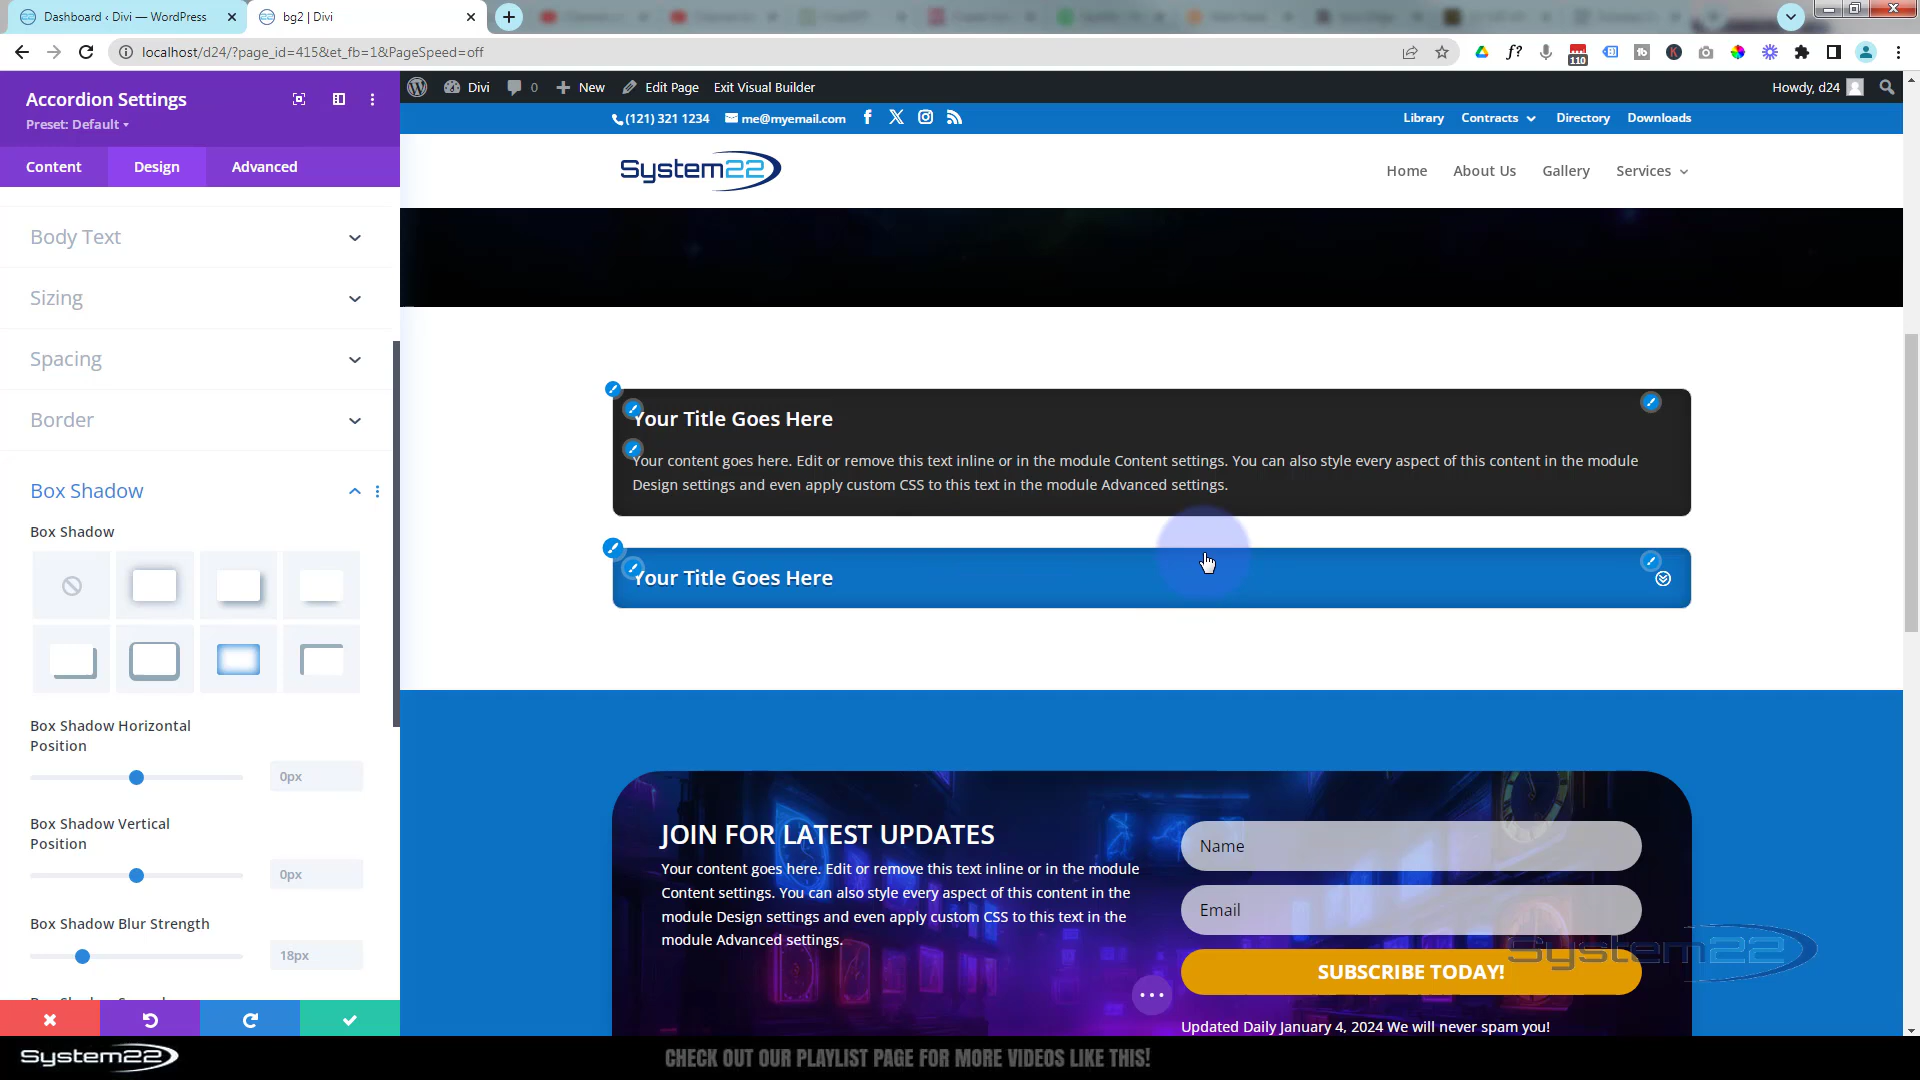 Dashboard ‹ Divi — WordPress
bg2 | Divi
localhost/d24/?page_id=415&et_fb=1&PageSpeed=off
110
Accordion Settings
Preset: Default
Content
Design
Advanced
Body Text
Sizing
Spacing
Border
Box Shadow
Box Shadow
Box Shadow Horizontal
Position
0px
Box Shadow Vertical
Position
0px
Box Shadow Blur Strength
18px
Divi
0
New
Edit Page
Exit Visual Builder
Howdy, d24
(121) 321 1234
me@myemail.com
Library
Contracts
Directory
Downloads
System22
Home
About Us
Gallery
Services
Your Title Goes Here
Your content goes here. Edit or remove this text inline or in the module Content settings. You can also style every aspect of this content in the module
Design settings and even apply custom CSS to this text in the module Advanced settings.
Your Title Goes Here
JOIN FOR LATEST UPDATES
Your content goes here. Edit or remove this text inline or in the module
Content settings. You can also style every aspect of this content in the
module Design settings and even apply custom CSS to this text in the
module Advanced settings.
Name
Email
SUBSCRIBE TODAY!
Updated Daily January 4, 2024 We will never spam you!
System22
System22
CHECK OUT OUR PLAYLIST PAGE FOR MORE VIDEOS LIKE THIS!